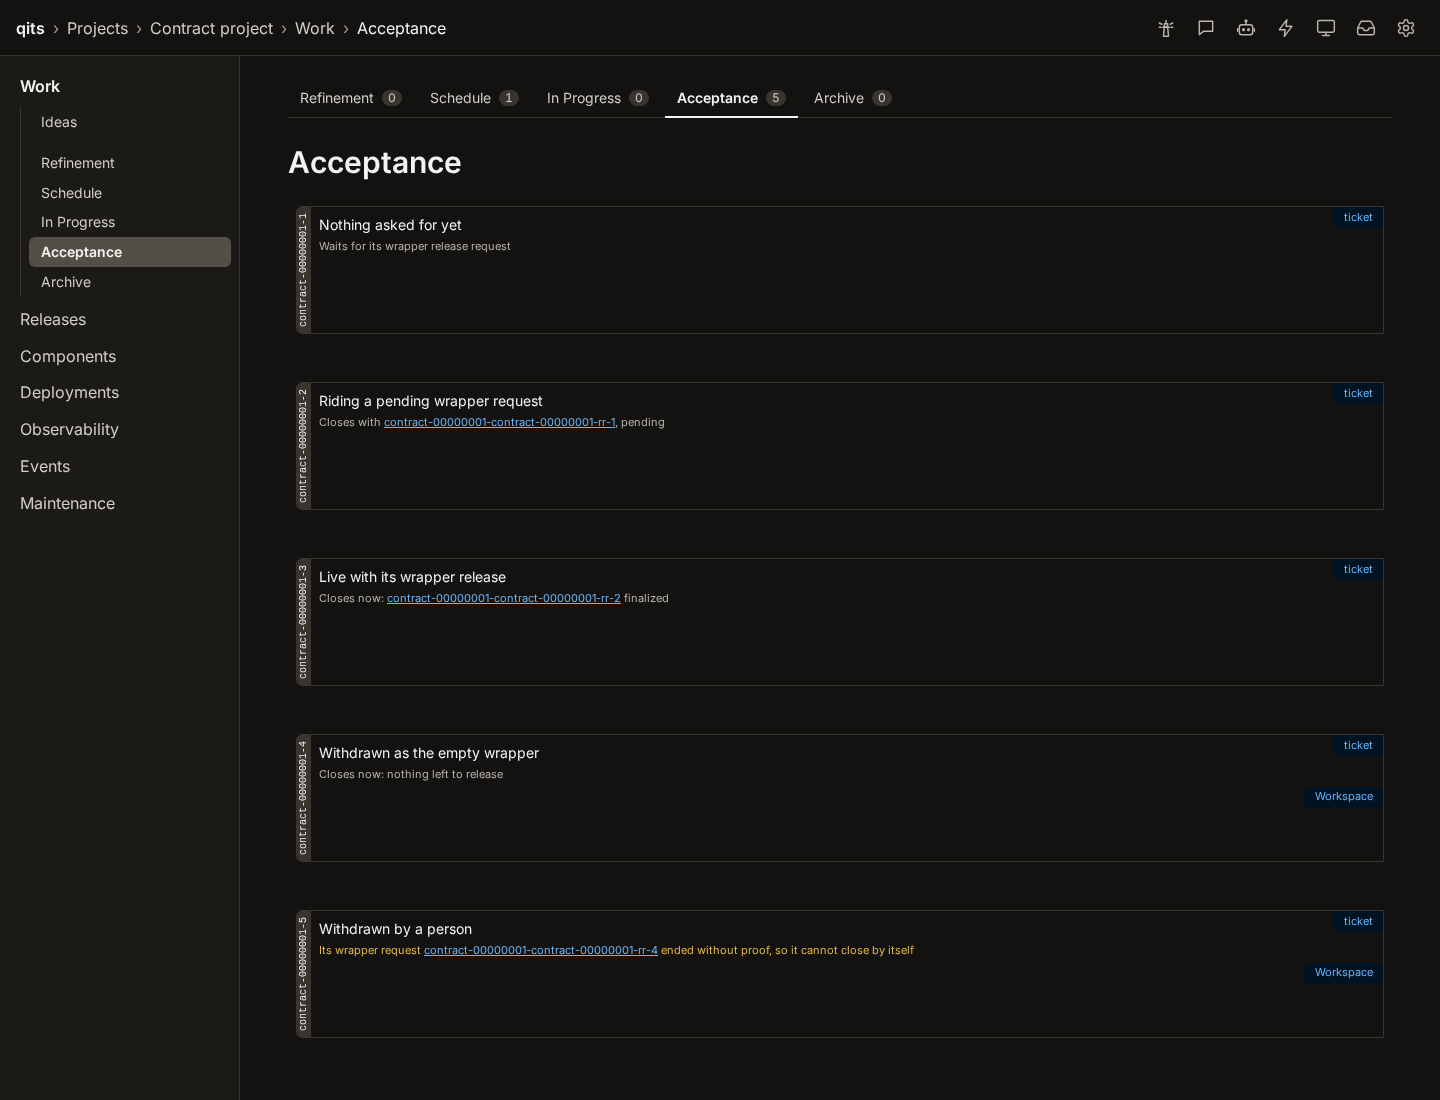 qits › Projects › Contract project › Work › Acceptance
Work
Ideas
Refinement
Schedule
In Progress
Acceptance
Archive
Releases
Components
Deployments
Observability
Events
Maintenance
Refinement 0 Schedule 1 In Progress 0 Acceptance 5 Archive 0
Acceptance
contract-00000001-1
Nothing asked for yet
ticket
Waits for its wrapper release request
contract-00000001-2
Riding a pending wrapper request
ticket
Closes with contract-00000001-contract-00000001-rr-1, pending
contract-00000001-3
Live with its wrapper release
ticket
Closes now: contract-00000001-contract-00000001-rr-2 finalized
contract-00000001-4
Withdrawn as the empty wrapper
ticket
Closes now: nothing left to release
Workspace
contract-00000001-5
Withdrawn by a person
ticket
Its wrapper request contract-00000001-contract-00000001-rr-4 ended without proof, so it cannot close by itself
Workspace